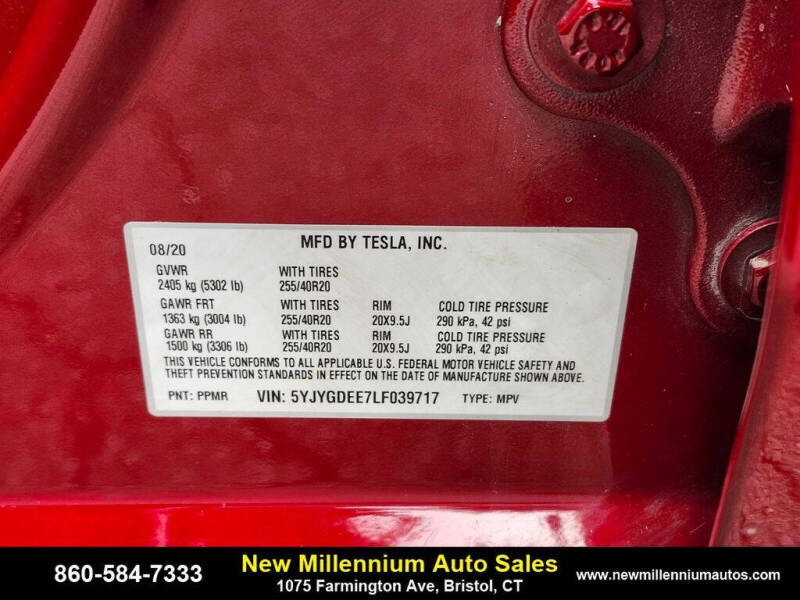 MFD BY TESLA, INC.
08/20
GVWR WITH TIRES
2405 kg (5302 lb) 255/40R20
GAWR FRT WITH TIRES RIM COLD TIRE PRESSURE
1363 kg (3004 lb) 255/40R20 20X9.5J 290 kPa, 42 psi
GAWR RR WITH TIRES RIM COLD TIRE PRESSURE
1500 kg (3306 lb) 255/40R20 20X9.5J 290 kPa, 42 psi
THIS VEHICLE CONFORMS TO ALL APPLICABLE U.S. FEDERAL MOTOR VEHICLE SAFETY AND
THEFT PREVENTION STANDARDS IN EFFECT ON THE DATE OF MANUFACTURE SHOWN ABOVE.
PNT: PPMR VIN: 5YJYGDEE7LF039717 TYPE: MPV
860-584-7333
New Millennium Auto Sales
1075 Farmington Ave, Bristol, CT
www.newmillenniumautos.com